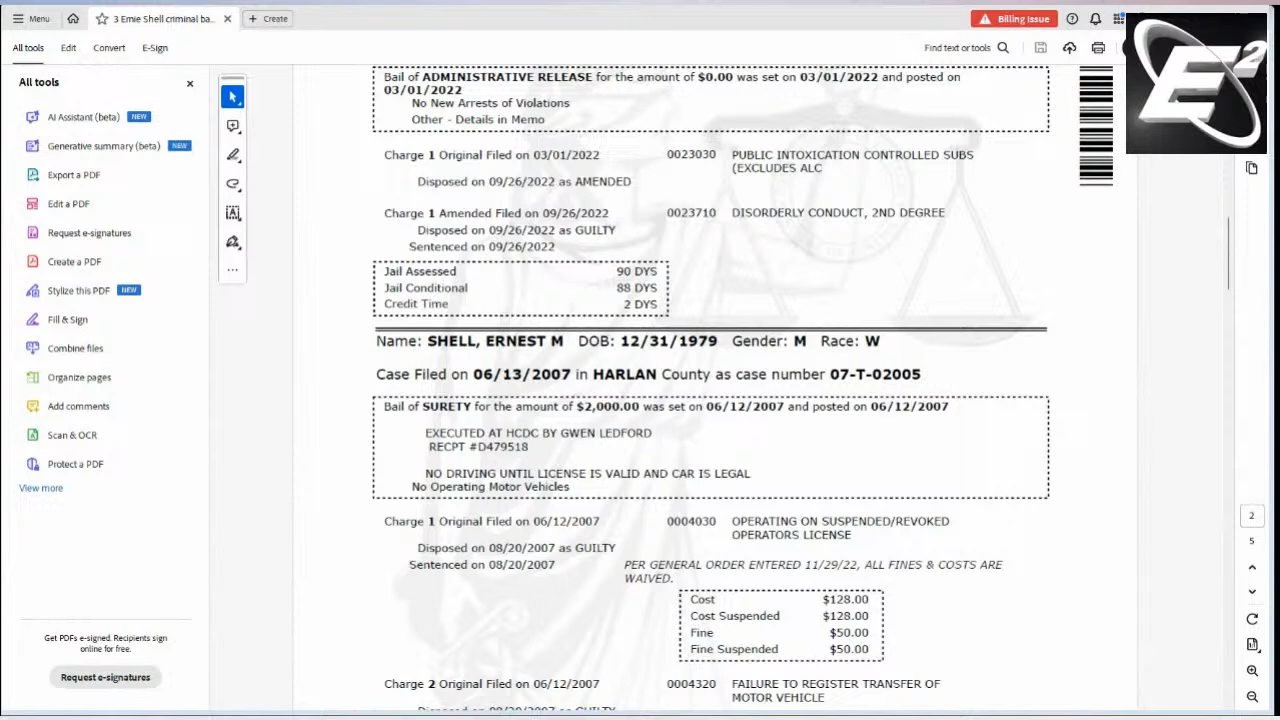 Menu
3 Ernie Shell criminal ba...
Create
Billing Issue
All tools
Edit
Convert
E-Sign
Find text or tools
E2
All tools
AI Assistant (beta) NEW
Generative summary (beta) NEW
Export a PDF
Edit a PDF
Request e-signatures
Create a PDF
Stylize this PDF NEW
Fill & Sign
Combine files
Organize pages
Add comments
Scan & OCR
Protect a PDF
View more
Get PDFs e-signed. Recipients sign
online for free.
Request e-signatures
Bail of ADMINISTRATIVE RELEASE for the amount of $0.00 was set on 03/01/2022 and posted on
03/01/2022
No New Arrests of Violations
Other - Details in Memo
Charge 1 Original Filed on 03/01/2022 0023030 PUBLIC INTOXICATION CONTROLLED SUBS
(EXCLUDES ALC
Disposed on 09/26/2022 as AMENDED
Charge 1 Amended Filed on 09/26/2022 0023710 DISORDERLY CONDUCT, 2ND DEGREE
Disposed on 09/26/2022 as GUILTY
Sentenced on 09/26/2022
Jail Assessed 90 DYS
Jail Conditional 88 DYS
Credit Time 2 DYS
Name: SHELL, ERNEST M DOB: 12/31/1979 Gender: M Race: W
Case Filed on 06/13/2007 in HARLAN County as case number 07-T-02005
Bail of SURETY for the amount of $2,000.00 was set on 06/12/2007 and posted on 06/12/2007
EXECUTED AT HCDC BY GWEN LEDFORD
RECPT #D479518
NO DRIVING UNTIL LICENSE IS VALID AND CAR IS LEGAL
No Operating Motor Vehicles
Charge 1 Original Filed on 06/12/2007 0004030 OPERATING ON SUSPENDED/REVOKED
OPERATORS LICENSE
Disposed on 08/20/2007 as GUILTY
Sentenced on 08/20/2007 PER GENERAL ORDER ENTERED 11/29/22, ALL FINES & COSTS ARE
WAIVED.
Cost $128.00
Cost Suspended $128.00
Fine $50.00
Fine Suspended $50.00
Charge 2 Original Filed on 06/12/2007 0004320 FAILURE TO REGISTER TRANSFER OF
MOTOR VEHICLE
Disposed on 08/20/2007 as GUILTY
2
5